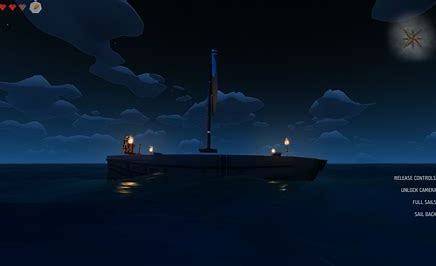 RELEASE CONTROLS
UNLOCK CAMERA
FULL SAILS
SAIL BACK